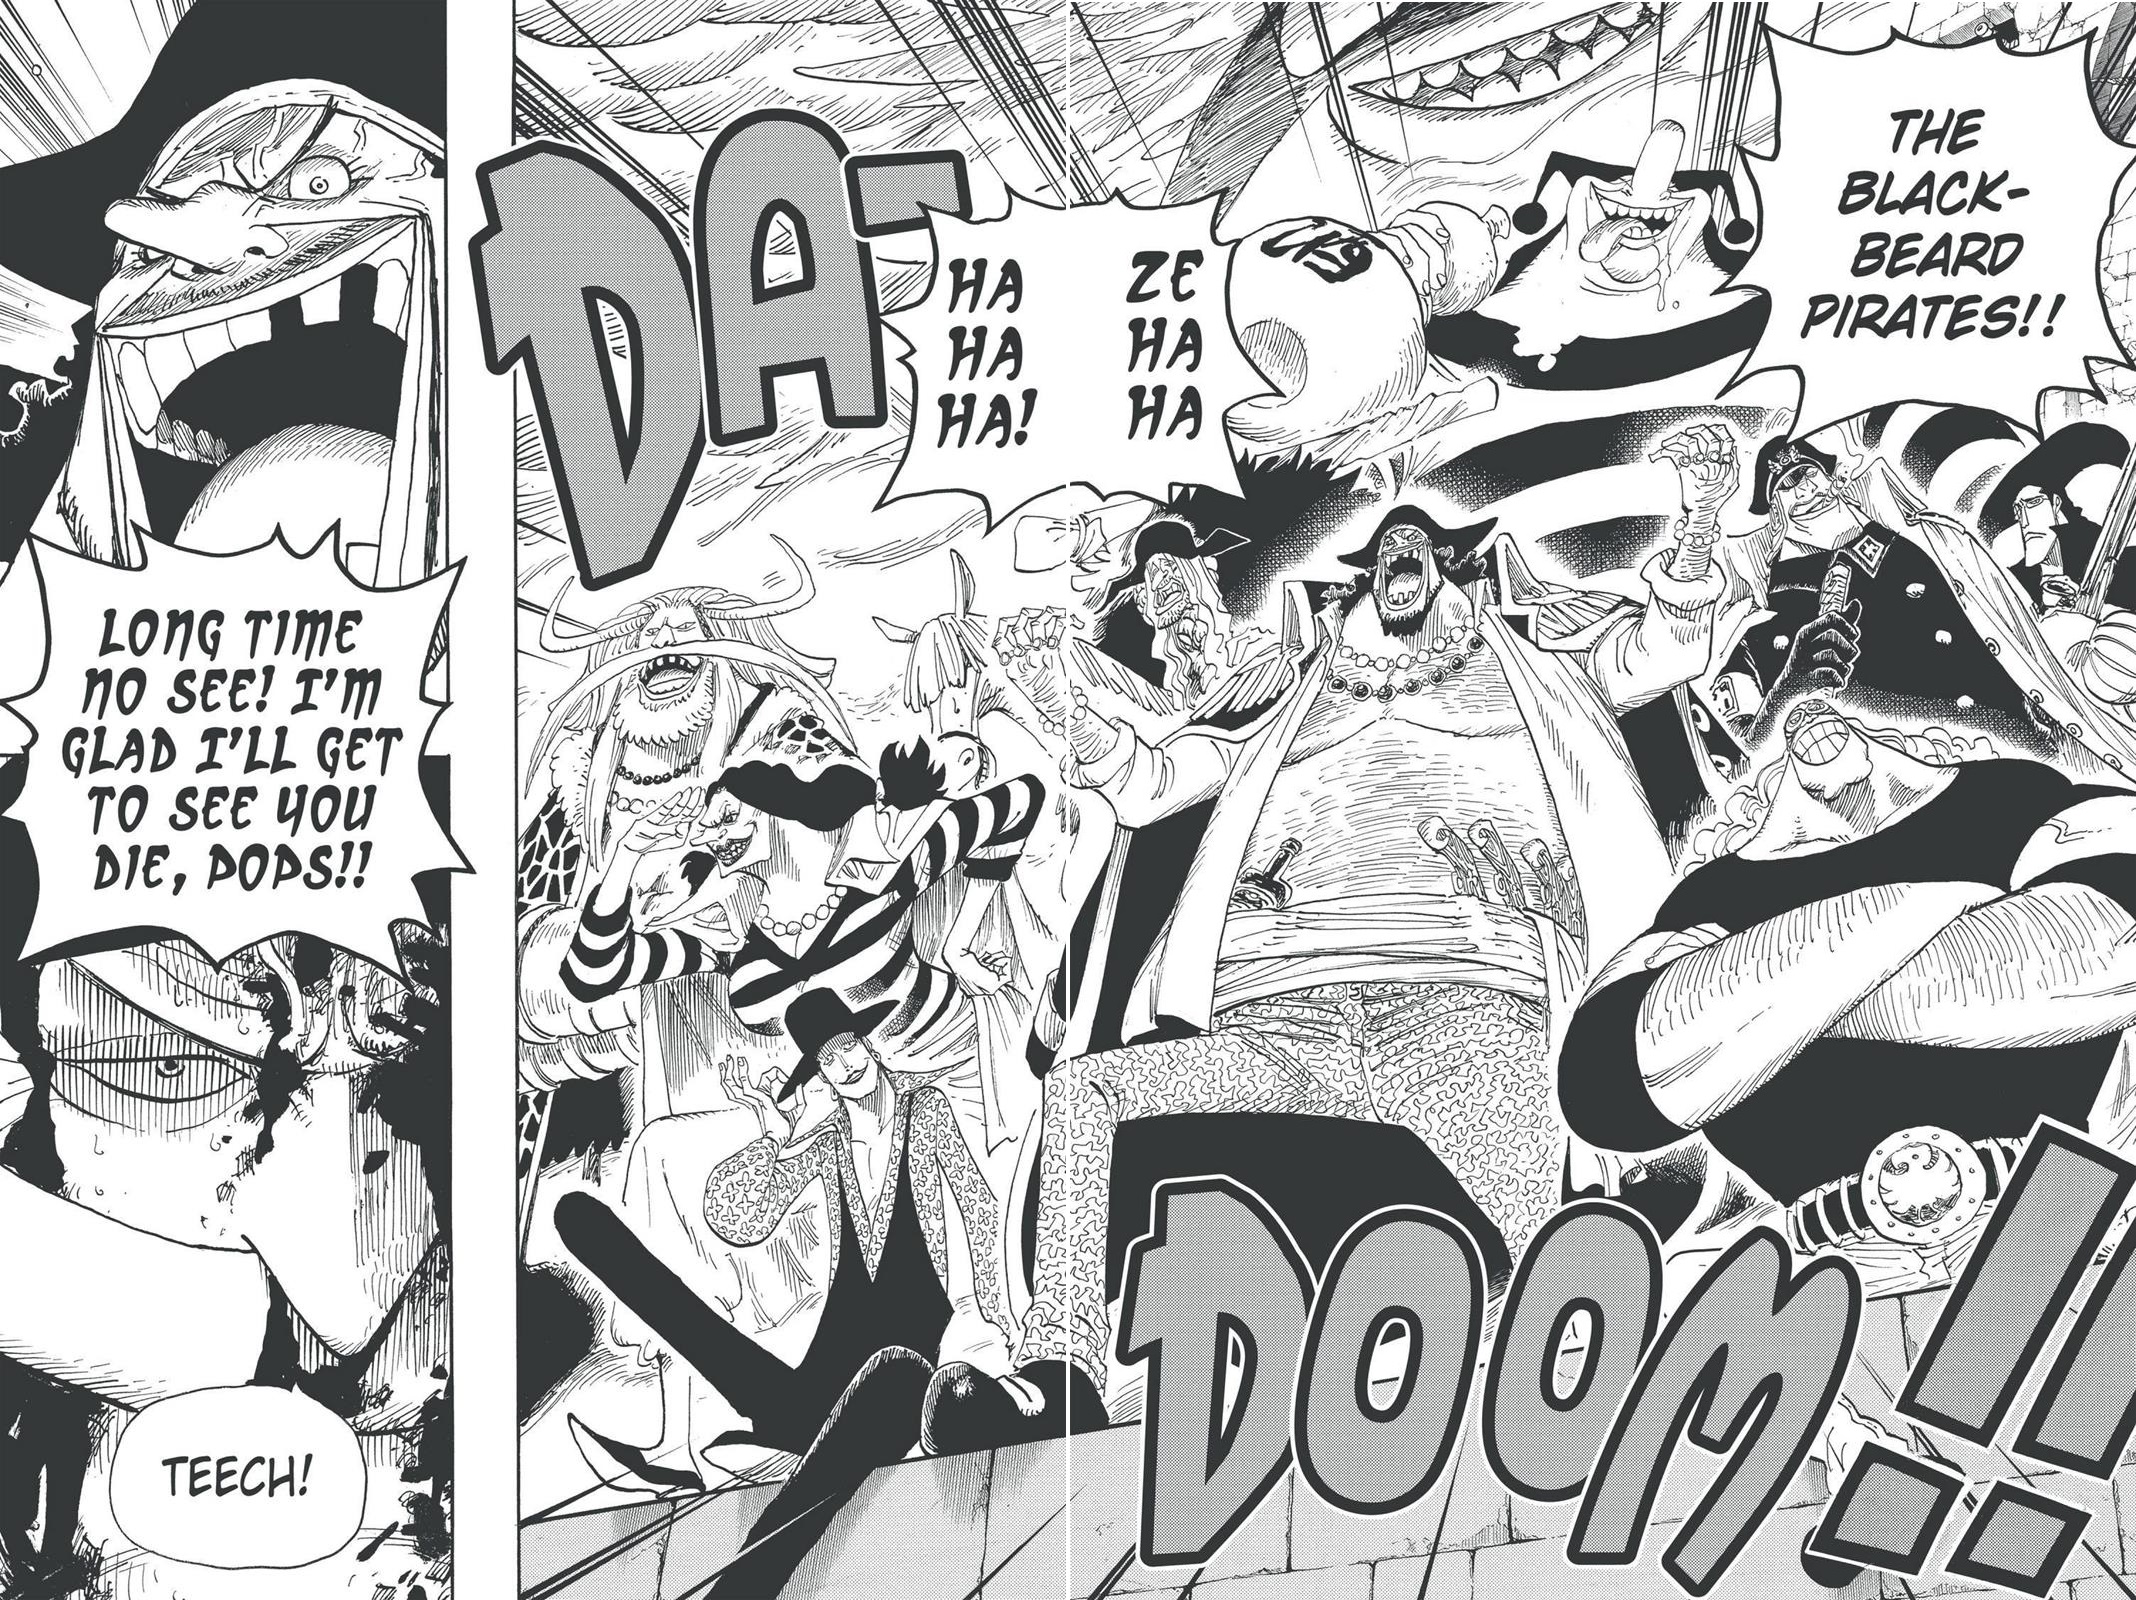 THE
BLACK-
BEARD
PIRATES!!
ZE
HA
HA
HA
HA
HA!
DA-
DOOM!!
LONG TIME
NO SEE! I'M
GLAD I'LL GET
TO SEE YOU
DIE, POPS!!
TEECH!